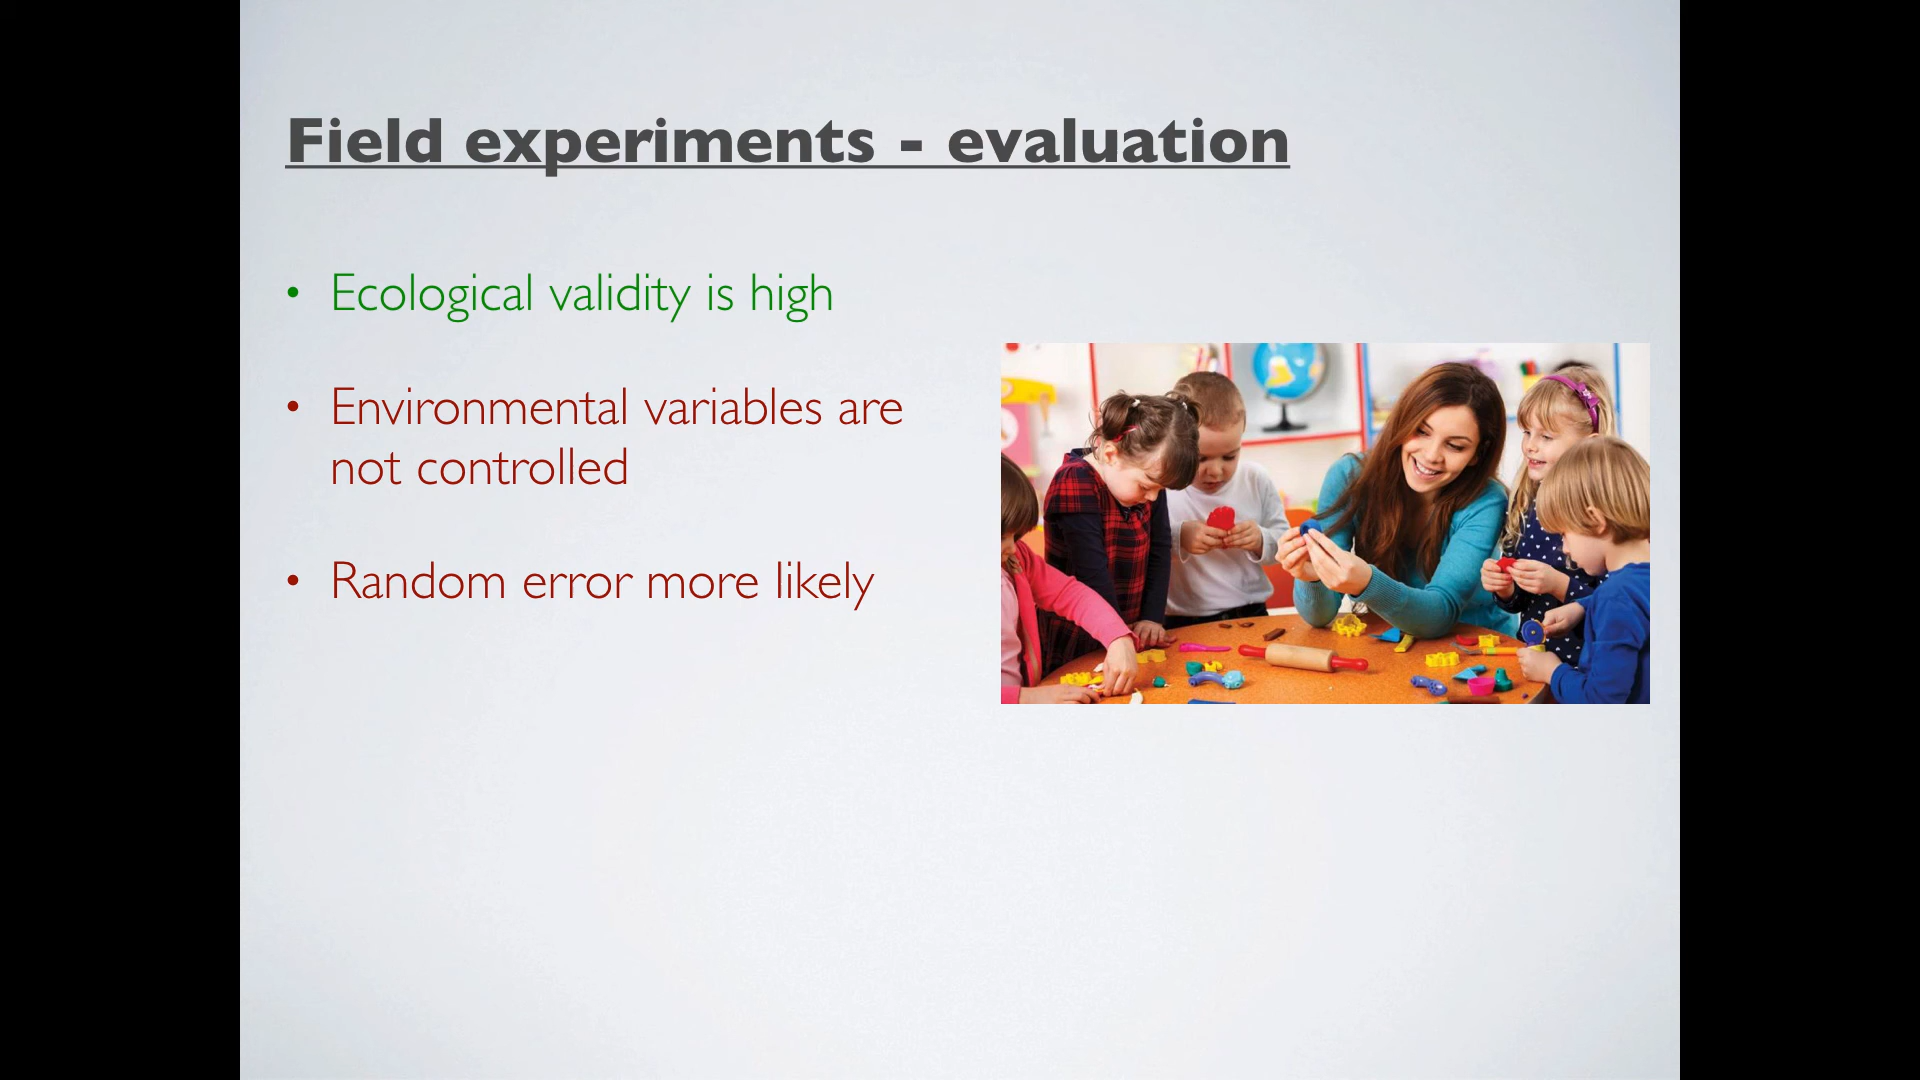 Field experiments - evaluation
• Ecological validity is high
• Environmental variables are
not controlled
• Random error more likely